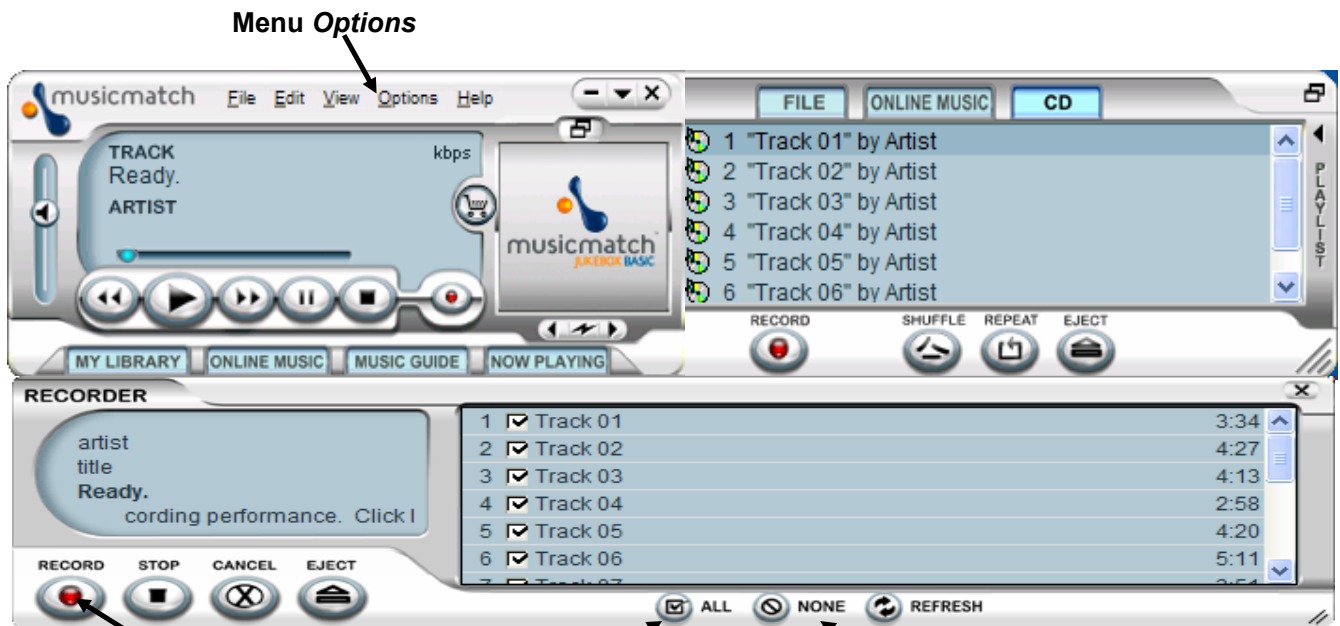 Menu Options
musicmatch File Edit View Options Help
TRACK kbps
Ready.
ARTIST
musicmatch
JUKEBOX BASIC
MY LIBRARY ONLINE MUSIC MUSIC GUIDE NOW PLAYING
FILE ONLINE MUSIC CD
1 "Track 01" by Artist
2 "Track 02" by Artist
3 "Track 03" by Artist
4 "Track 04" by Artist
5 "Track 05" by Artist
6 "Track 06" by Artist
PLAYLIST
RECORD SHUFFLE REPEAT EJECT
RECORDER
artist
title
Ready.
cording performance. Click
RECORD STOP CANCEL EJECT
1 Track 01 3:34
2 Track 02 4:27
3 Track 03 4:13
4 Track 04 2:58
5 Track 05 4:20
6 Track 06 5:11
ALL NONE REFRESH